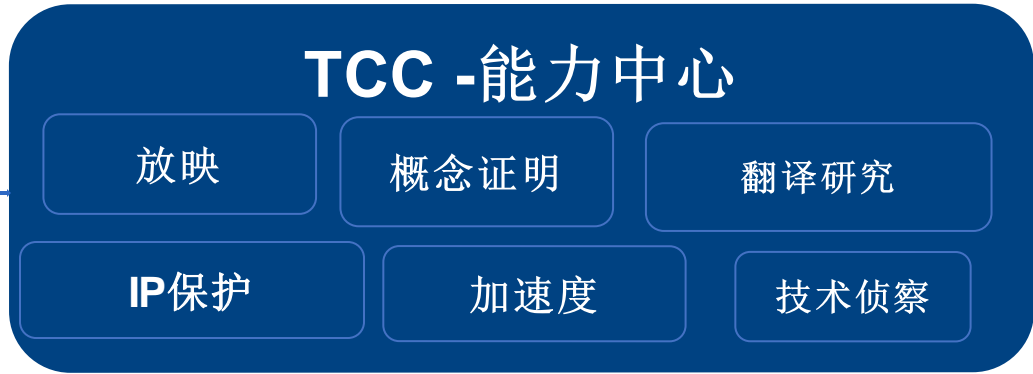 TCC -能力中心
放映
概念证明
翻译研究
IP保护
加速度
技术侦察